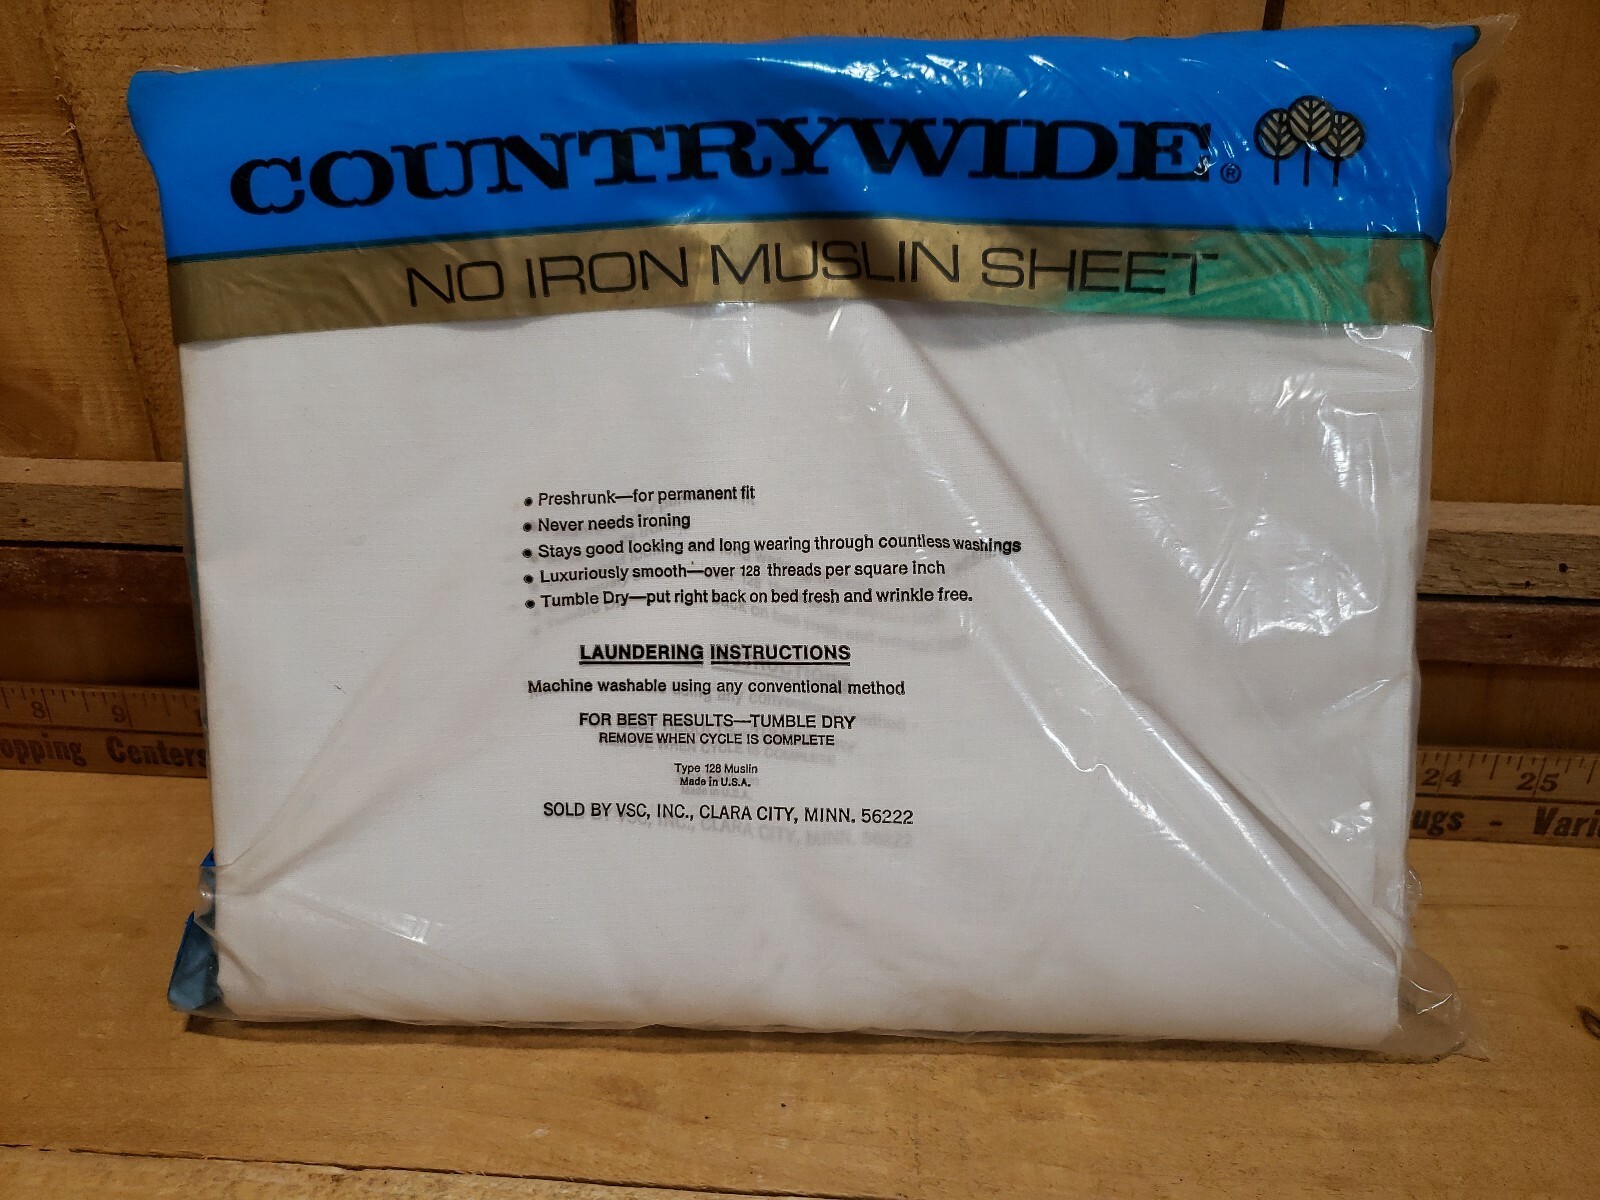 COUNTRYWIDE®
NO IRON MUSLIN SHEET
• Preshrunk—for permanent fit
• Never needs ironing
• Stays good looking and long wearing through countless washings
• Luxuriously smooth—over 128 threads per square inch
• Tumble Dry—put right back on bed fresh and wrinkle free.
LAUNDERING INSTRUCTIONS
Machine washable using any conventional method
FOR BEST RESULTS—TUMBLE DRY
REMOVE WHEN CYCLE IS COMPLETE
Type 128 Muslin
Made in U.S.A.
SOLD BY VSC, INC., CLARA CITY, MINN. 56222
8 9 24 25
opping Centers ugs - Vari